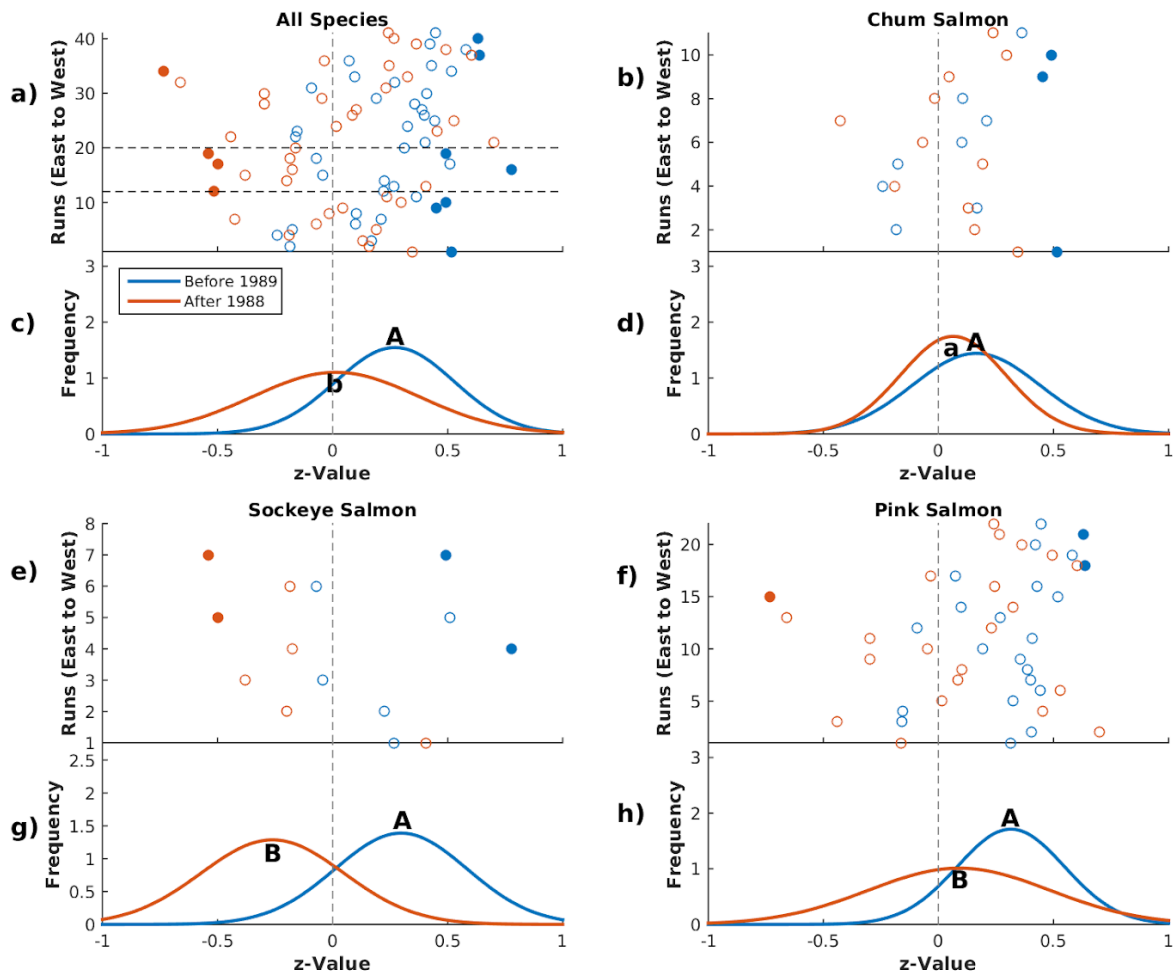 All Species
a)
Runs (East to West)
40
30
20
10
c)
Frequency
3
2
1
0
Before 1989
After 1988
A
b
-1 -0.5 0 0.5 1
z-Value
Chum Salmon
b)
Runs (East to West)
10
8
6
4
2
d)
Frequency
3
2
1
0
a
A
-1 -0.5 0 0.5 1
z-Value
Sockeye Salmon
e)
Runs (East to West)
8
7
6
5
4
3
2
1
g)
Frequency
2.5
2
1.5
1
0.5
0
B
A
-1 -0.5 0 0.5 1
z-Value
Pink Salmon
f)
Runs (East to West)
20
15
10
5
h)
Frequency
3
2
1
0
A
B
-1 -0.5 0 0.5 1
z-Value